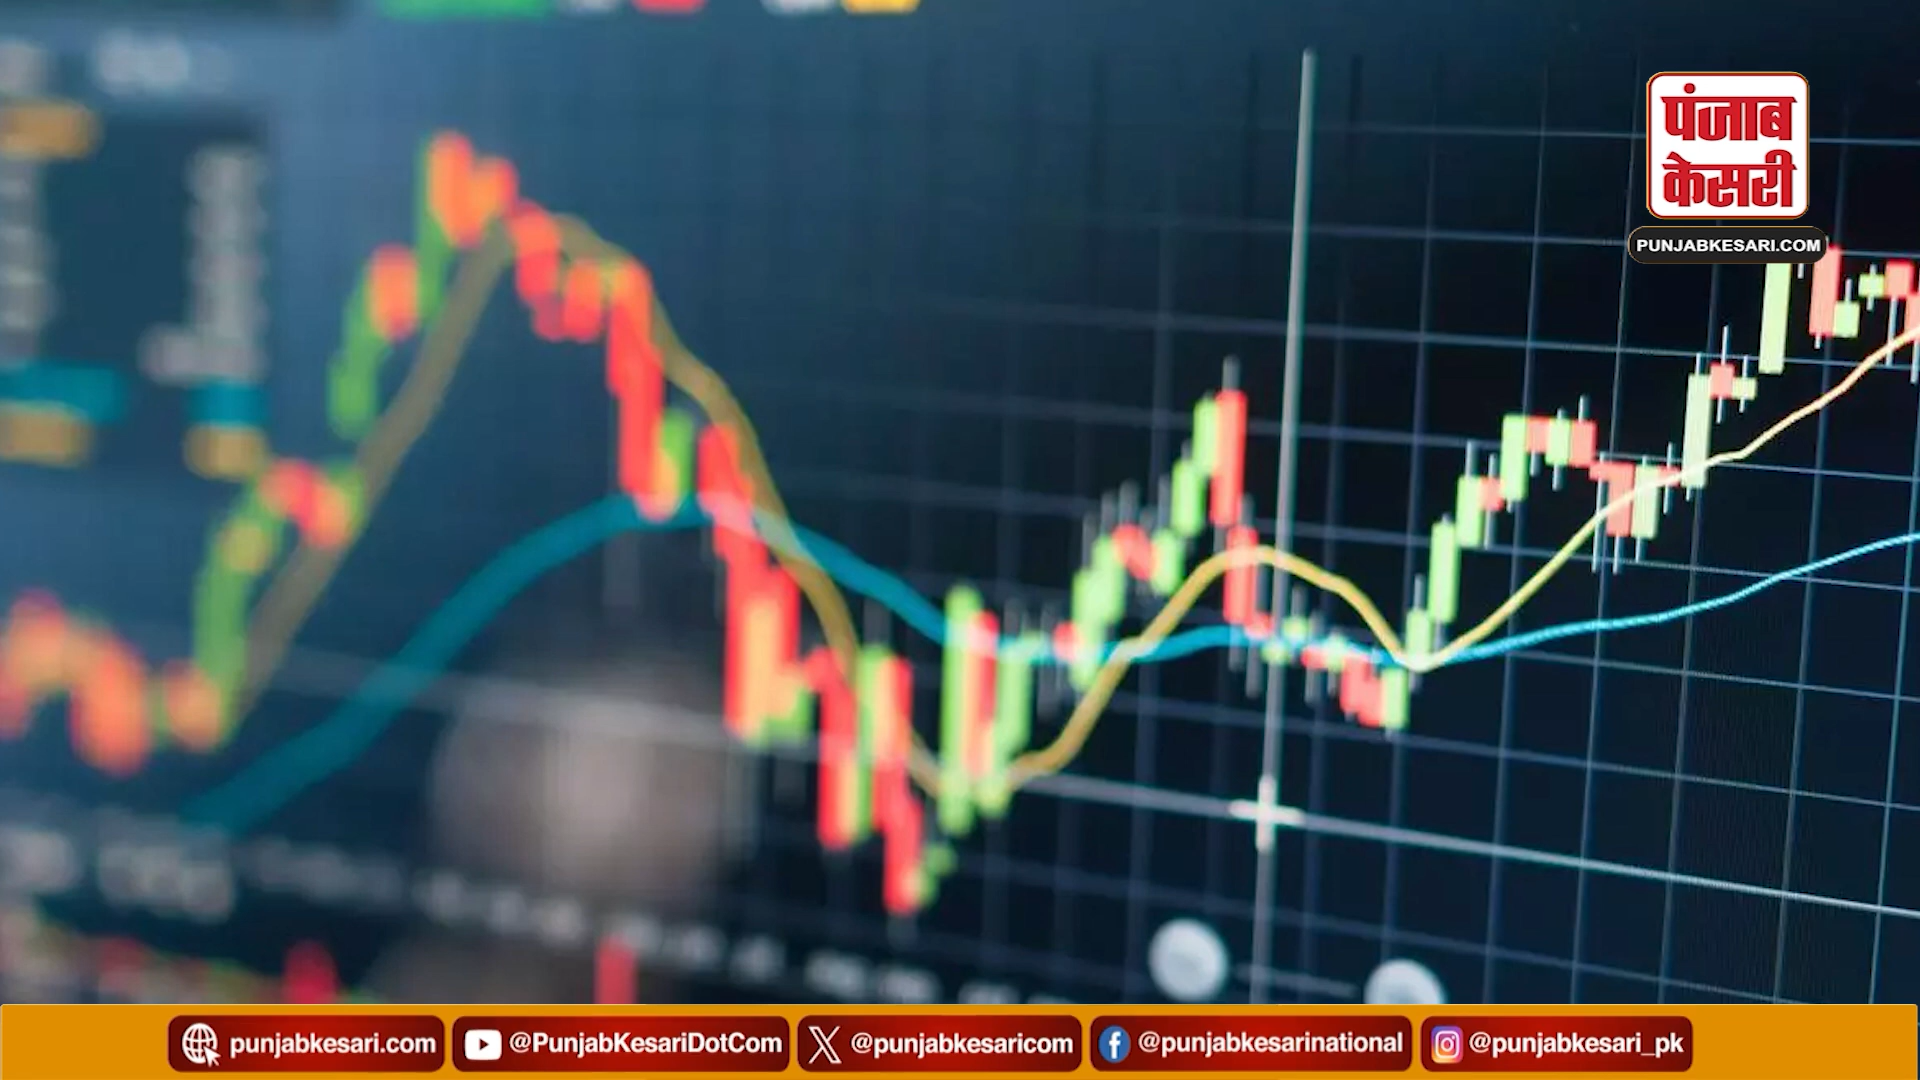 पंजाब
केसरी
PUNJABKESARI.COM
punjabkesari.com
@PunjabKesariDotCom
@punjabkesaricom
@punjabkesarinational
@punjabkesari_pk